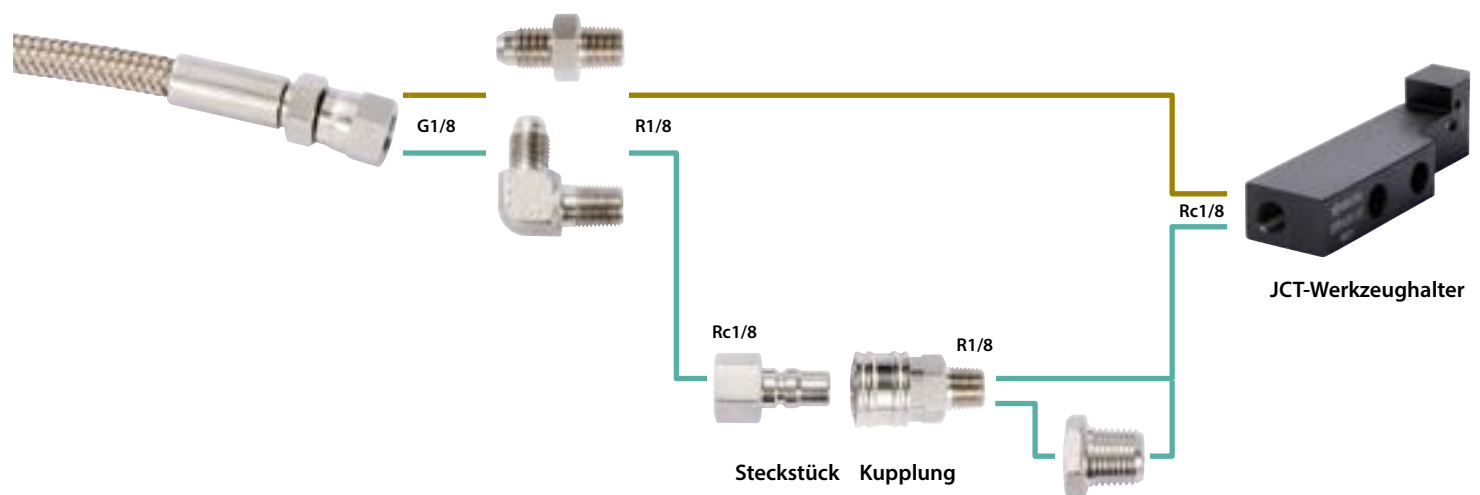 G1/8
R1/8
Rc1/8
JCT-Werkzeughalter
Rc1/8
R1/8
Steckstück Kupplung